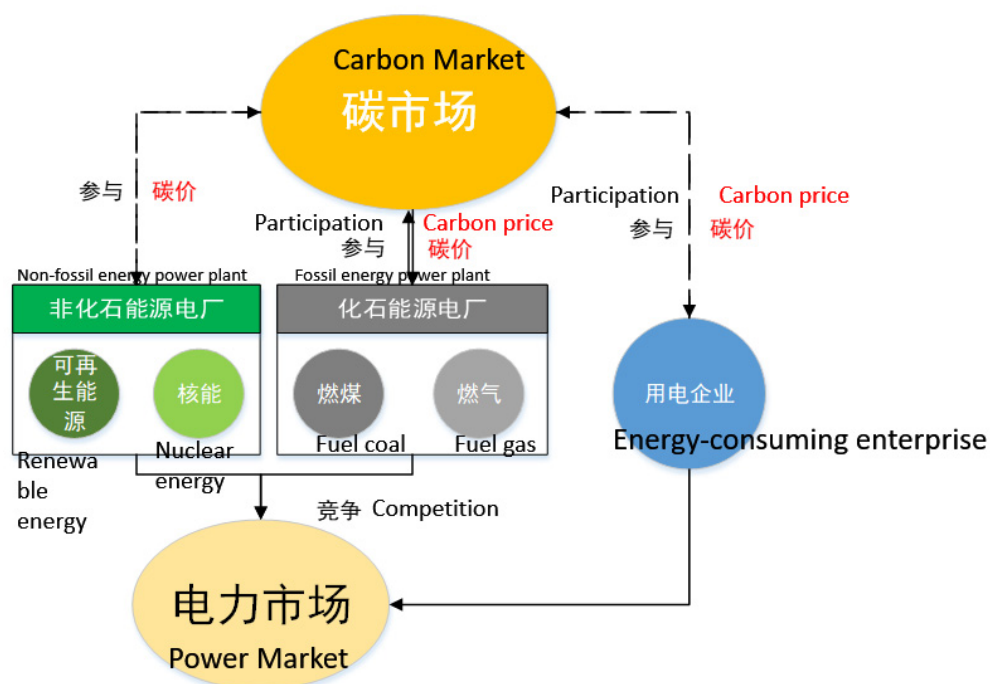 Carbon Market
碳市场
参与 碳价
Participation Carbon price
参与 碳价
Participation Carbon price
参与 碳价
Non-fossil energy power plant
非化石能源电厂
可再
生能
源
核能
Renewa
ble
energy
Nuclear
energy
Fossil energy power plant
化石能源电厂
燃煤
燃气
Fuel coal
Fuel gas
用电企业
Energy-consuming enterprise
竞争 Competition
电力市场
Power Market